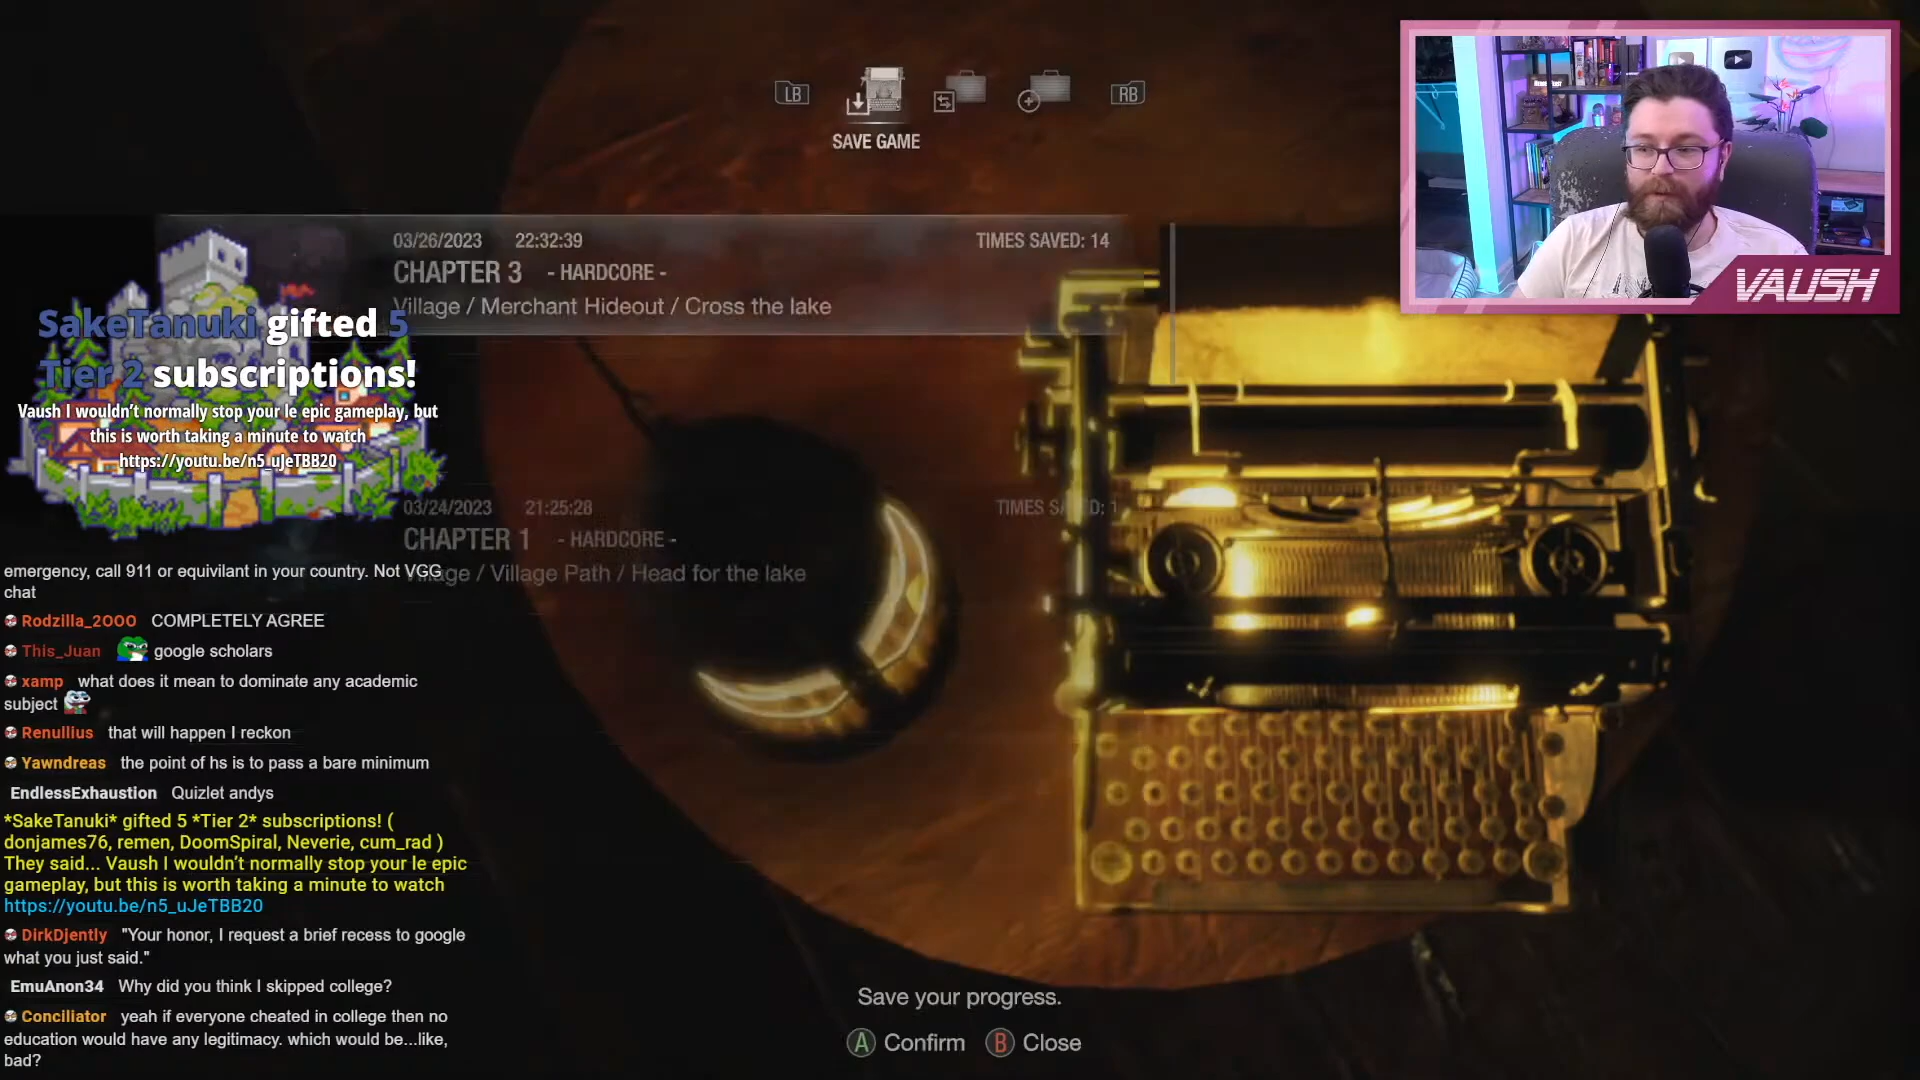 LB
RB
SAVE GAME
03/26/2023 22:32:39 TIMES SAVED: 14
CHAPTER 3 - HARDCORE -
Village / Merchant Hideout / Cross the lake
VAUSH
SakeTanuki gifted 5
Tier 2 subscriptions!
Vaush I wouldn't normally stop your le epic gameplay, but
this is worth taking a minute to watch
https://youtu.be/n5_uJeTBB20
03/24/2023 21:25:28 TIMES SAVED: 1
CHAPTER 1 - HARDCORE -
Village / Village Path / Head for the lake
emergency, call 911 or equivilant in your country. Not VGG
chat
Rodzilla_2OOO COMPLETELY AGREE
This_Juan google scholars
xamp what does it mean to dominate any academic
subject
Renullius that will happen I reckon
Yawndreas the point of hs is to pass a bare minimum
EndlessExhaustion Quizlet andys
*SakeTanuki* gifted 5 *Tier 2* subscriptions! (
donjames76, remen, DoomSpiral, Neverie, cum_rad )
They said... Vaush I wouldn't normally stop your le epic
gameplay, but this is worth taking a minute to watch
https://youtu.be/n5_uJeTBB20
DirkDjently "Your honor, I request a brief recess to google
what you just said."
EmuAnon34 Why did you think I skipped college?
Conciliator yeah if everyone cheated in college then no
education would have any legitimacy. which would be...like,
bad?
Save your progress.
A Confirm B Close